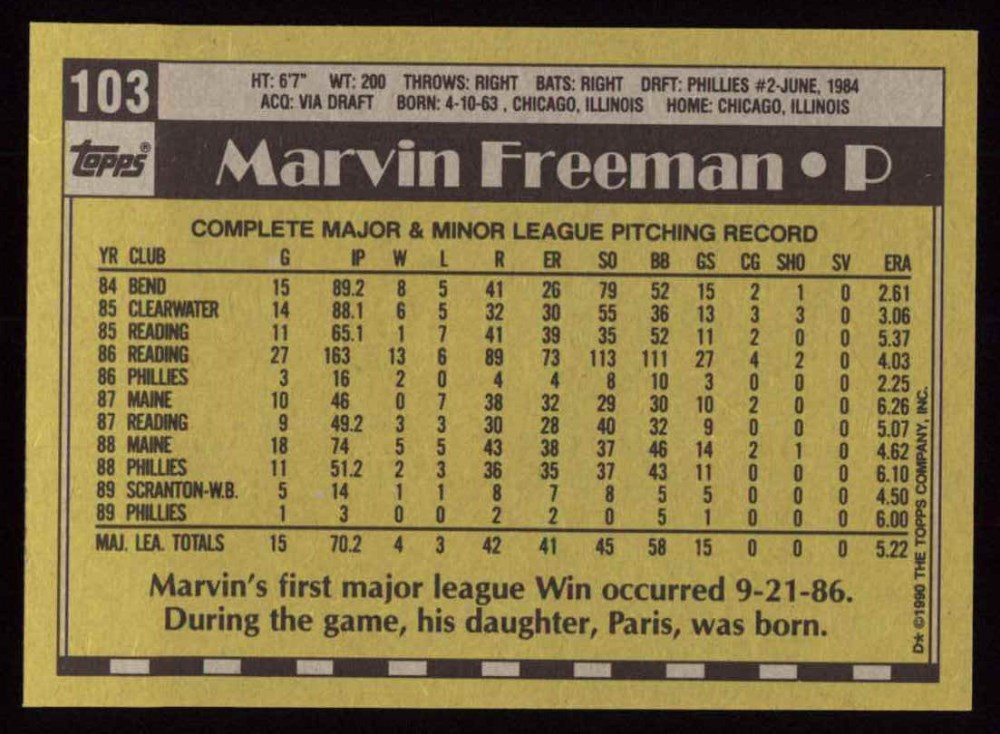 103
HT: 6'7" WT: 200 THROWS: RIGHT BATS: RIGHT DRFT: PHILLIES #2-JUNE, 1984
ACQ: VIA DRAFT BORN: 4-10-63 , CHICAGO, ILLINOIS HOME: CHICAGO, ILLINOIS
topps®
Marvin Freeman • P
COMPLETE MAJOR & MINOR LEAGUE PITCHING RECORD
YR CLUB G IP W L R ER SO BB GS CG SHO SV ERA
84 BEND 15 89.2 8 5 41 26 79 52 15 2 1 0 2.61
85 CLEARWATER 14 88.1 6 5 32 30 55 36 13 3 3 0 3.06
85 READING 11 65.1 1 7 41 39 35 52 11 2 0 0 5.37
86 READING 27 163 13 6 89 73 113 111 27 4 2 0 4.03
86 PHILLIES 3 16 2 0 4 4 8 10 3 0 0 0 2.25
87 MAINE 10 46 0 7 38 32 29 30 10 2 0 0 6.26
87 READING 9 49.2 3 3 30 28 40 32 9 0 0 0 5.07
88 MAINE 18 74 5 5 43 38 37 46 14 2 1 0 4.62
88 PHILLIES 11 51.2 2 3 36 35 37 43 11 0 0 0 6.10
89 SCRANTON-W.B. 5 14 1 1 8 7 8 5 5 0 0 0 4.50
89 PHILLIES 1 3 0 0 2 2 0 5 1 0 0 0 6.00
MAJ. LEA. TOTALS 15 70.2 4 3 42 41 45 58 15 0 0 0 5.22
Marvin's first major league Win occurred 9-21-86.
During the game, his daughter, Paris, was born.
D* ©1990 THE TOPPS COMPANY, INC.